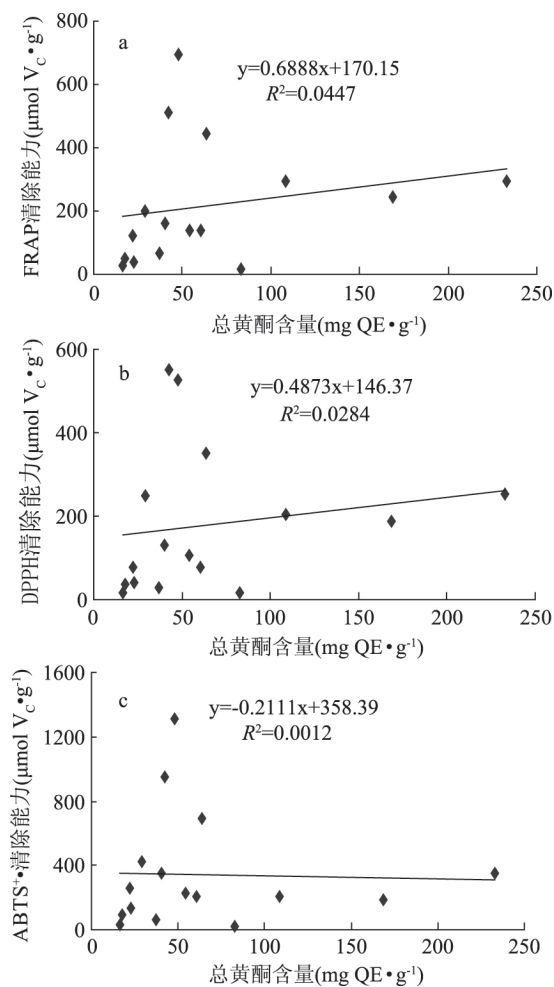 800
600
400
200
0
FRAP清除能力(μmol V_C•g⁻¹)
a
y=0.6888x+170.15
R²=0.0447
0 50 100 150 200 250
总黄酮含量(mg QE•g⁻¹)
600
400
200
0
DPPH清除能力(μmol V_C•g⁻¹)
b
y=0.4873x+146.37
R²=0.0284
0 50 100 150 200 250
总黄酮含量(mg QE•g⁻¹)
1600
1200
800
400
0
ABTS⁺•清除能力(μmol V_C•g⁻¹)
c
y=-0.2111x+358.39
R²=0.0012
0 50 100 150 200 250
总黄酮含量(mg QE•g⁻¹)